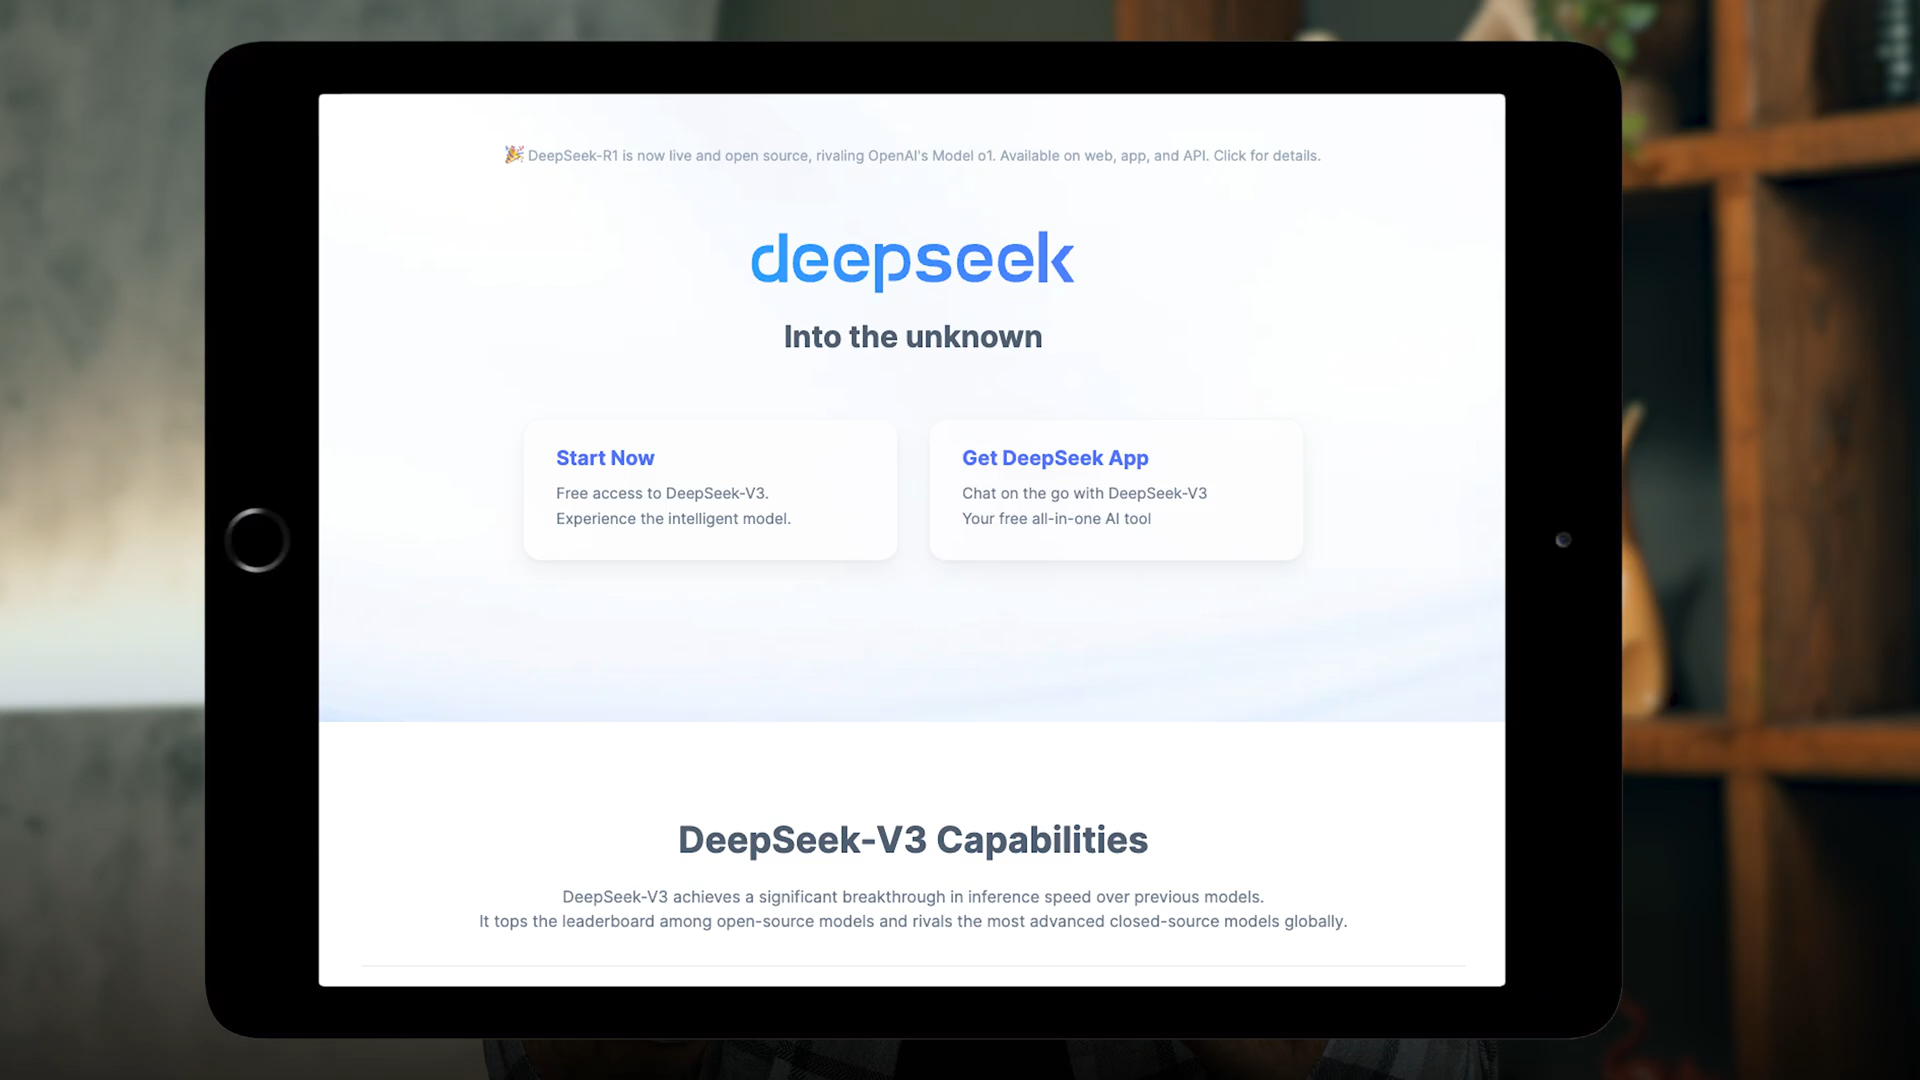 🎉 DeepSeek-R1 is now live and open source, rivaling OpenAI's Model o1. Available on web, app, and API. Click for details.
deepseek
Into the unknown
Start Now
Free access to DeepSeek-V3.
Experience the intelligent model.
Get DeepSeek App
Chat on the go with DeepSeek-V3
Your free all-in-one AI tool
DeepSeek-V3 Capabilities
DeepSeek-V3 achieves a significant breakthrough in inference speed over previous models.
It tops the leaderboard among open-source models and rivals the most advanced closed-source models globally.